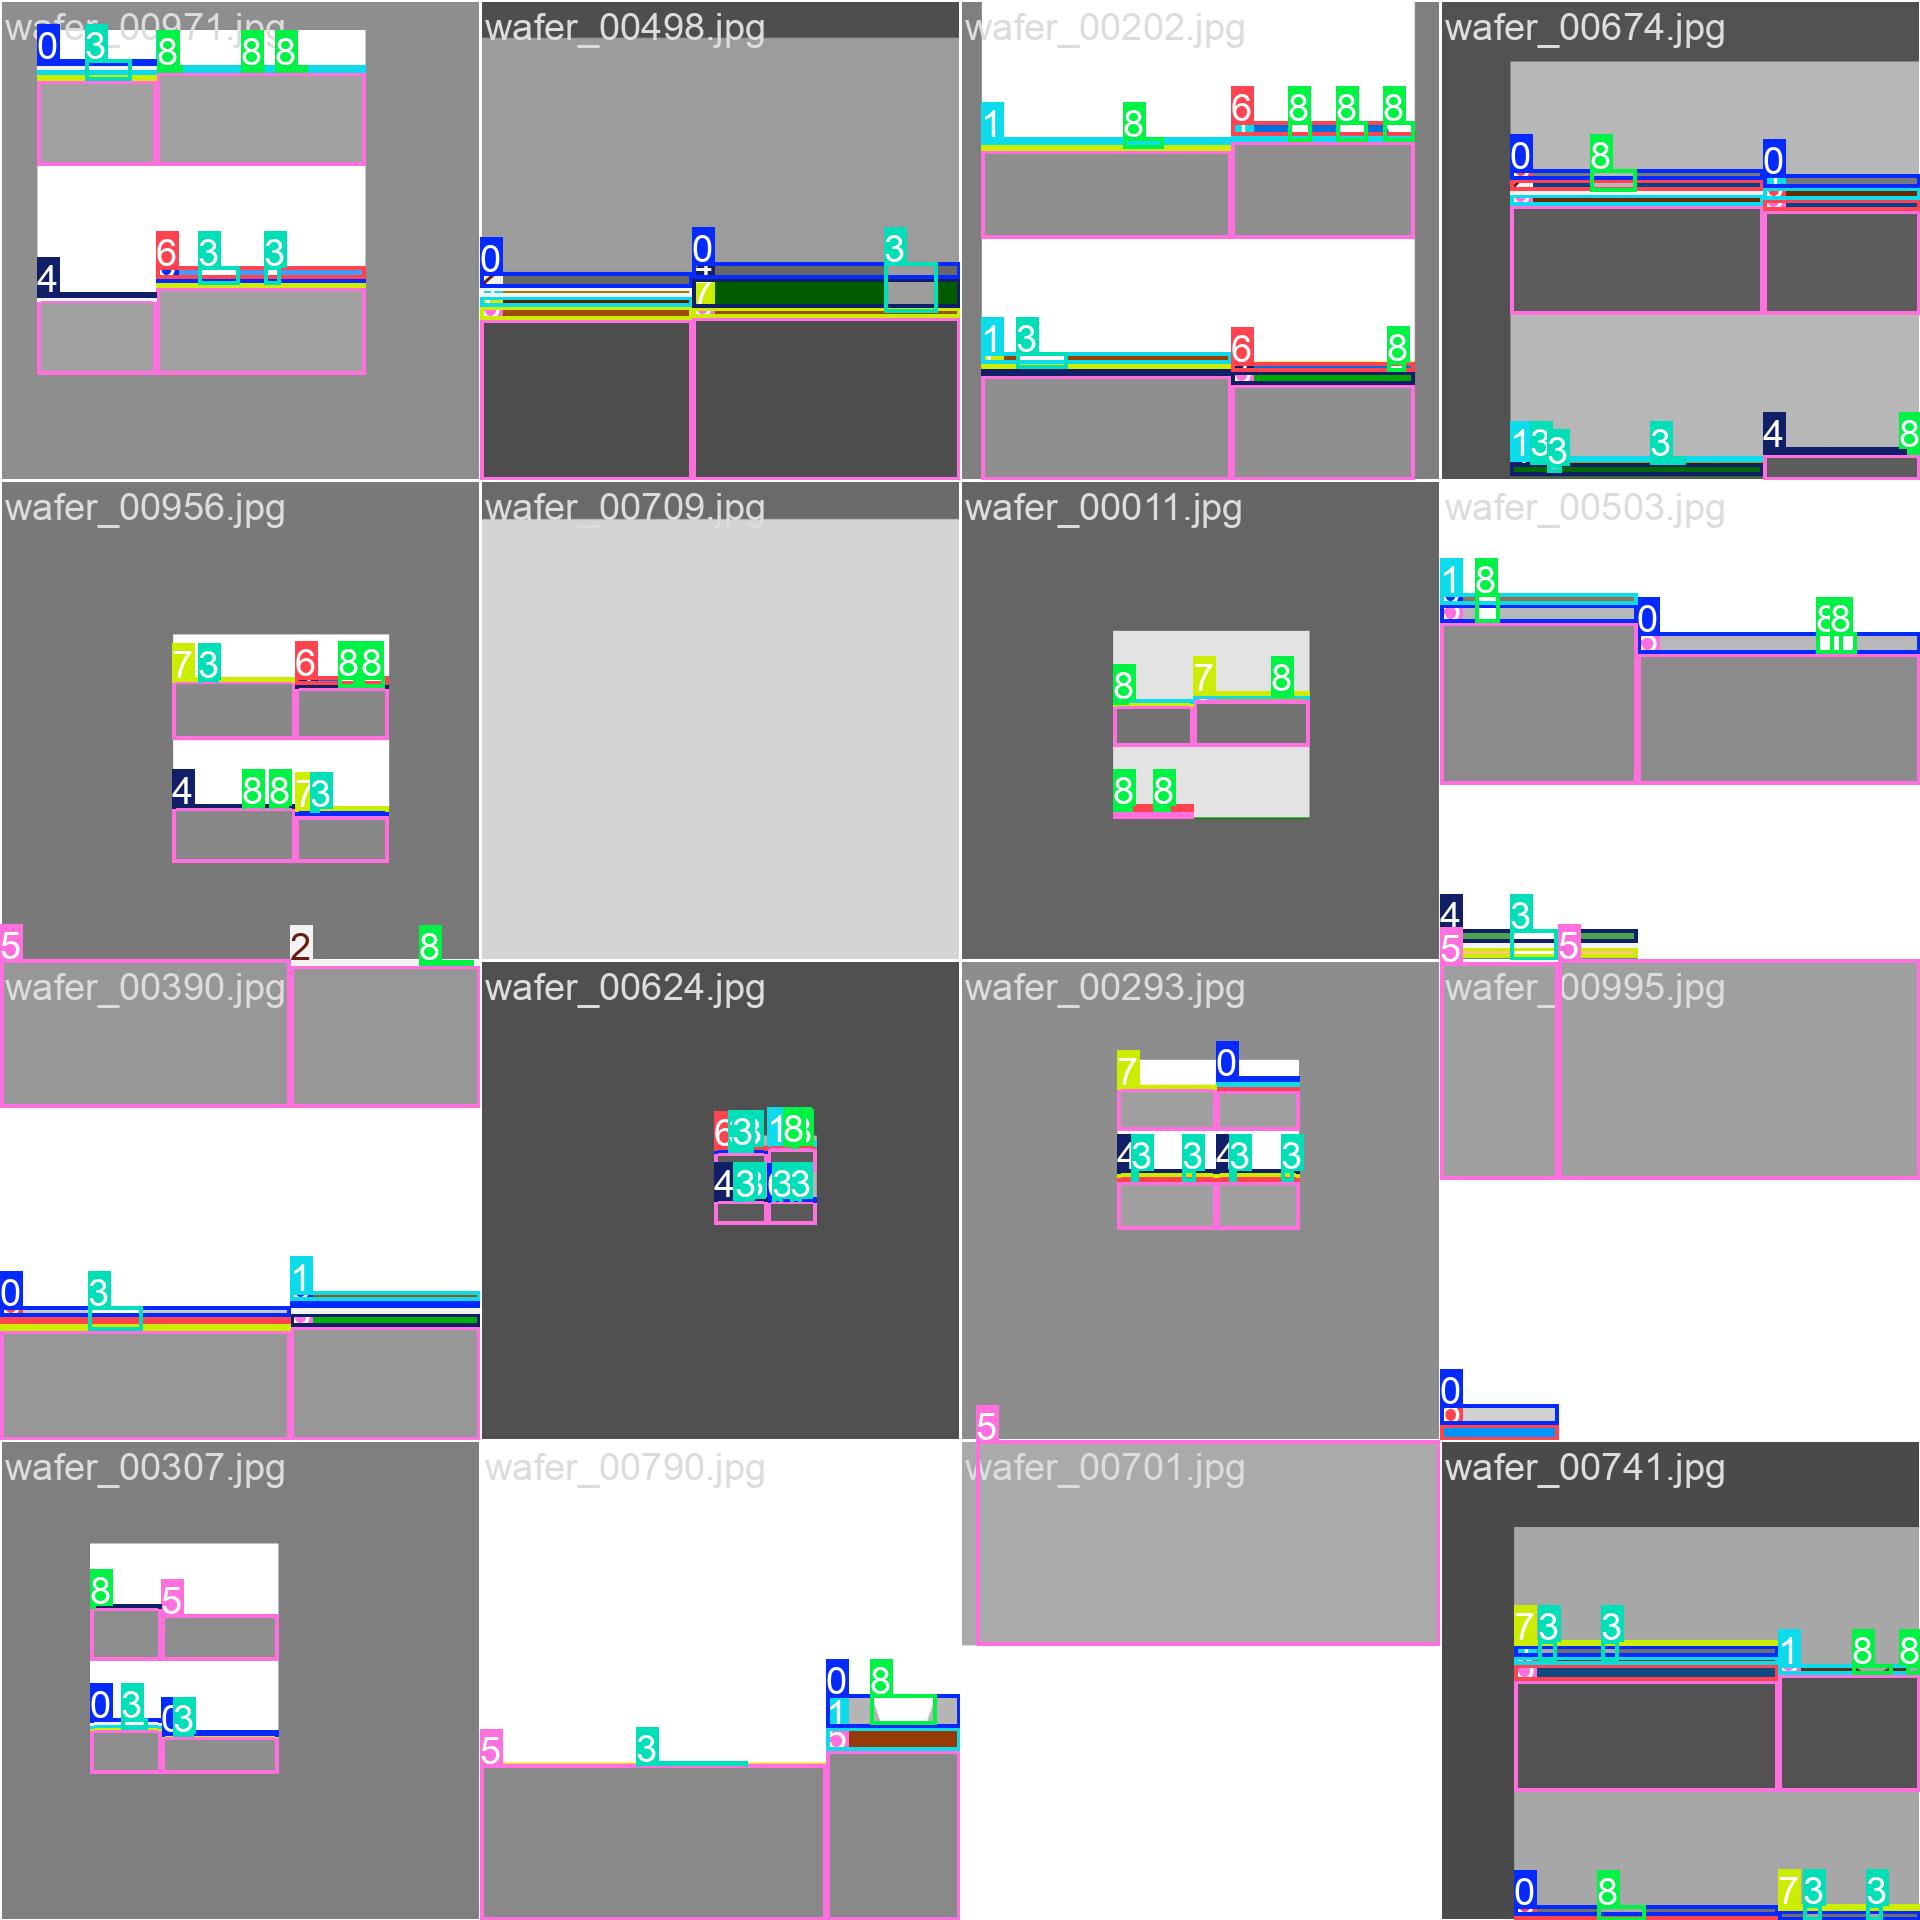 wafer_00971.jpg wafer_00498.jpg wafer_00202.jpg wafer_00674.jpg
0 3 8 8 8
1 8 6 8 8 8
0 8 0
4 6 3 3
0 0 3
7
1 3 6 8
1 3 3 3 4 8
wafer_00956.jpg wafer_00709.jpg wafer_00011.jpg wafer_00503.jpg
7 3 6 8 8
8 7 8
1 8
0 8 8
4 8 8 7 3
8 8
4 3
5 5
5 2 8
wafer_00390.jpg wafer_00624.jpg wafer_00293.jpg wafer_00995.jpg
6 3 1 8
7 0
4 3 3 3
4 3 3 4 3 3
0 3 1
0
5
wafer_00307.jpg wafer_00790.jpg wafer_00701.jpg wafer_00741.jpg
8 5
0 3 0 3
5 3
0 8
1
5
7 3 3 1 8 8
0 8 7 3 3